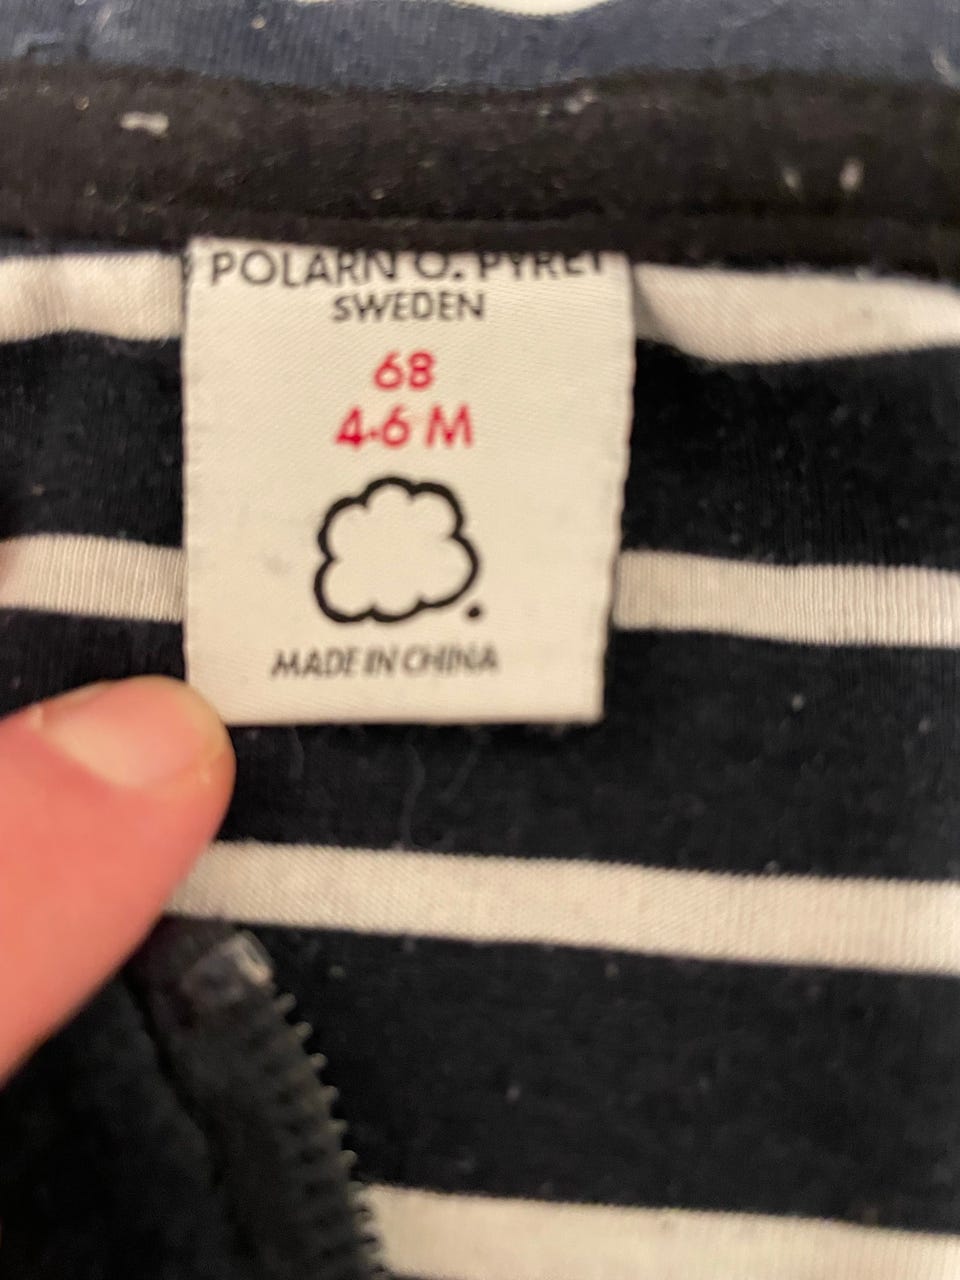 POLARN O. PYRET
SWEDEN
68
4-6 M
MADE IN CHINA